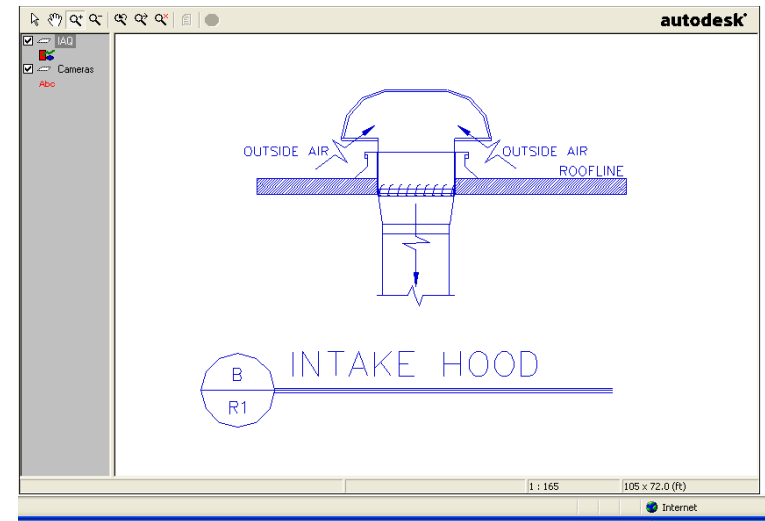 autodesk
IAQ
Cameras
Abc
OUTSIDE AIR
OUTSIDE AIR
ROOFLINE
INTAKE HOOD
B
R1
1 : 165
105 x 72.0 (ft)
Internet